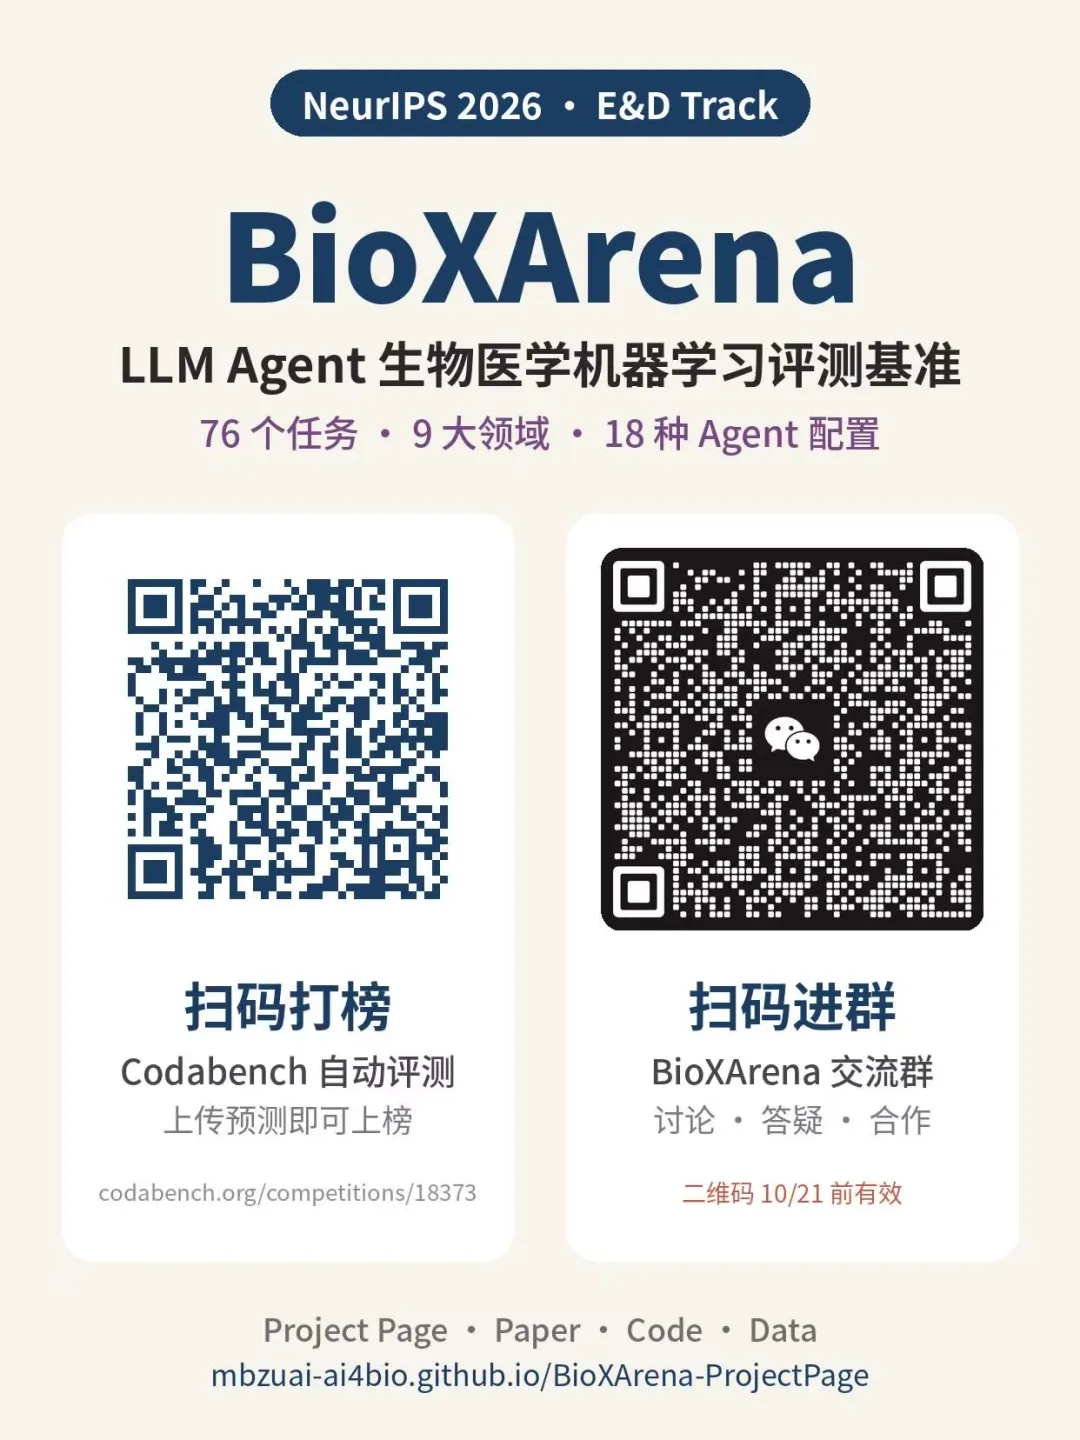 NeurIPS 2026 · E&D Track
BioXArena
LLM Agent 生物医学机器学习评测基准
76 个任务 · 9 大领域 · 18 种 Agent 配置
扫码打榜
Codabench 自动评测
上传预测即可上榜
codabench.org/competitions/18373
扫码进群
BioXArena 交流群
讨论 · 答疑 · 合作
二维码 10/21 前有效
Project Page · Paper · Code · Data
mbzuai-ai4bio.github.io/BioXArena-ProjectPage